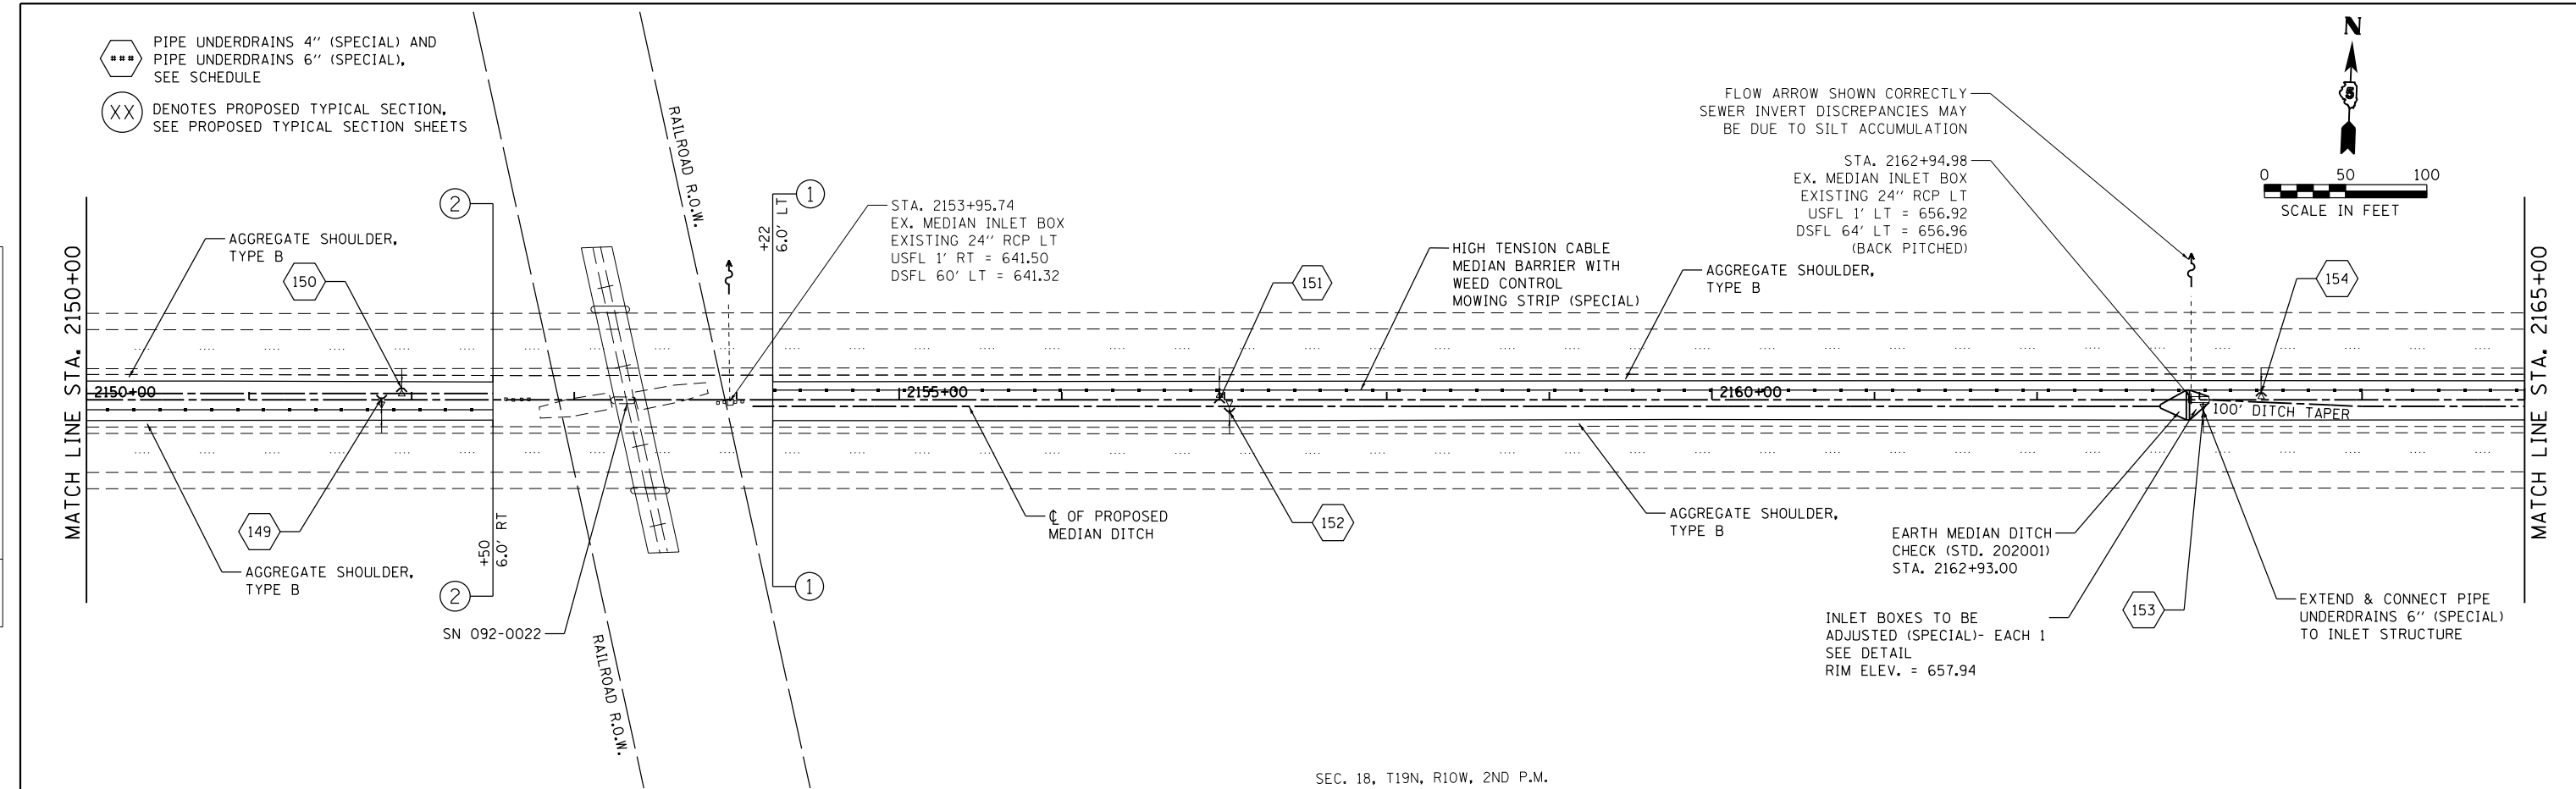 PIPE UNDERDRAINS 4" (SPECIAL) AND
PIPE UNDERDRAINS 6" (SPECIAL),
SEE SCHEDULE
###
XX
DENOTES PROPOSED TYPICAL SECTION,
SEE PROPOSED TYPICAL SECTION SHEETS
MATCH LINE STA. 2150+00
AGGREGATE SHOULDER,
TYPE B
150
2150+00
149
AGGREGATE SHOULDER,
TYPE B
2
2
+50
6.0' RT
SN 092-0022
RAILROAD R.O.W.
RAILROAD R.O.W.
+22
6.0' LT
1
1
STA. 2153+95.74
EX. MEDIAN INLET BOX
EXISTING 24" RCP LT
USFL 1' RT = 641.50
DSFL 60' LT = 641.32
2155+00
℄ OF PROPOSED
MEDIAN DITCH
151
152
HIGH TENSION CABLE
MEDIAN BARRIER WITH
WEED CONTROL
MOWING STRIP (SPECIAL)
AGGREGATE SHOULDER,
TYPE B
2160+00
AGGREGATE SHOULDER,
TYPE B
FLOW ARROW SHOWN CORRECTLY
SEWER INVERT DISCREPANCIES MAY
BE DUE TO SILT ACCUMULATION
STA. 2162+94.98
EX. MEDIAN INLET BOX
EXISTING 24" RCP LT
USFL 1' LT = 656.92
DSFL 64' LT = 656.96
(BACK PITCHED)
N
5
0 50 100
SCALE IN FEET
154
100' DITCH TAPER
EARTH MEDIAN DITCH
CHECK (STD. 202001)
STA. 2162+93.00
INLET BOXES TO BE
ADJUSTED (SPECIAL)- EACH 1
SEE DETAIL
RIM ELEV. = 657.94
153
EXTEND & CONNECT PIPE
UNDERDRAINS 6" (SPECIAL)
TO INLET STRUCTURE
MATCH LINE STA. 2165+00
SEC. 18, T19N, R10W, 2ND P.M.